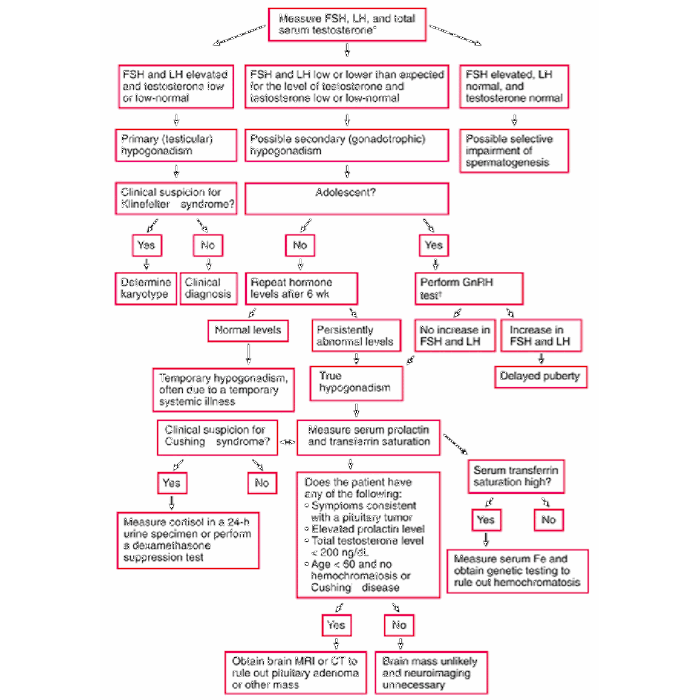 Measure FSH, LH, and total
serum testosterone*
FSH and LH elevated
and testosterone low
or low-normal
FSH and LH low or lower than expected
for the level of testosterone and
testosterone low or low-normal
FSH elevated, LH
normal, and
testosterone normal
Primary (testicular)
hypogonadism
Possible secondary (gonadotrophic)
hypogonadism
Possible selective
impairment of
spermatogenesis
Clinical suspicion for
Klinefelter syndrome?
Adolescent?
Yes
No
No
Yes
Determine
karyotype
Clinical
diagnosis
Repeat hormone
levels after 6 wk
Perform GnRH
test†
Normal levels
Persistently
abnormal levels
No increase in
FSH and LH
Increase in
FSH and LH
Temporary hypogonadism,
often due to a temporary
systemic illness
True
hypogonadism
Delayed puberty
Clinical suspicion for
Cushing syndrome?
Measure serum prolactin
and transferrin saturation
Serum transferrin
saturation high?
Yes
No
Does the patient have
any of the following:
○ Symptoms consistent
with a pituitary tumor
○ Elevated prolactin level
○ Total testosterone level
< 200 ng/dL
○ Age < 60 and no
hemochromatosis or
Cushing disease
Yes
No
Measure cortisol in a 24-h
urine specimen or perform
a dexamethasone
suppression test
Measure serum Fe and
obtain genetic testing to
rule out hemochromatosis
Yes
No
Obtain brain MRI or CT to
rule out pituitary adenoma
or other mass
Brain mass unlikely
and neuroimaging
unnecessary